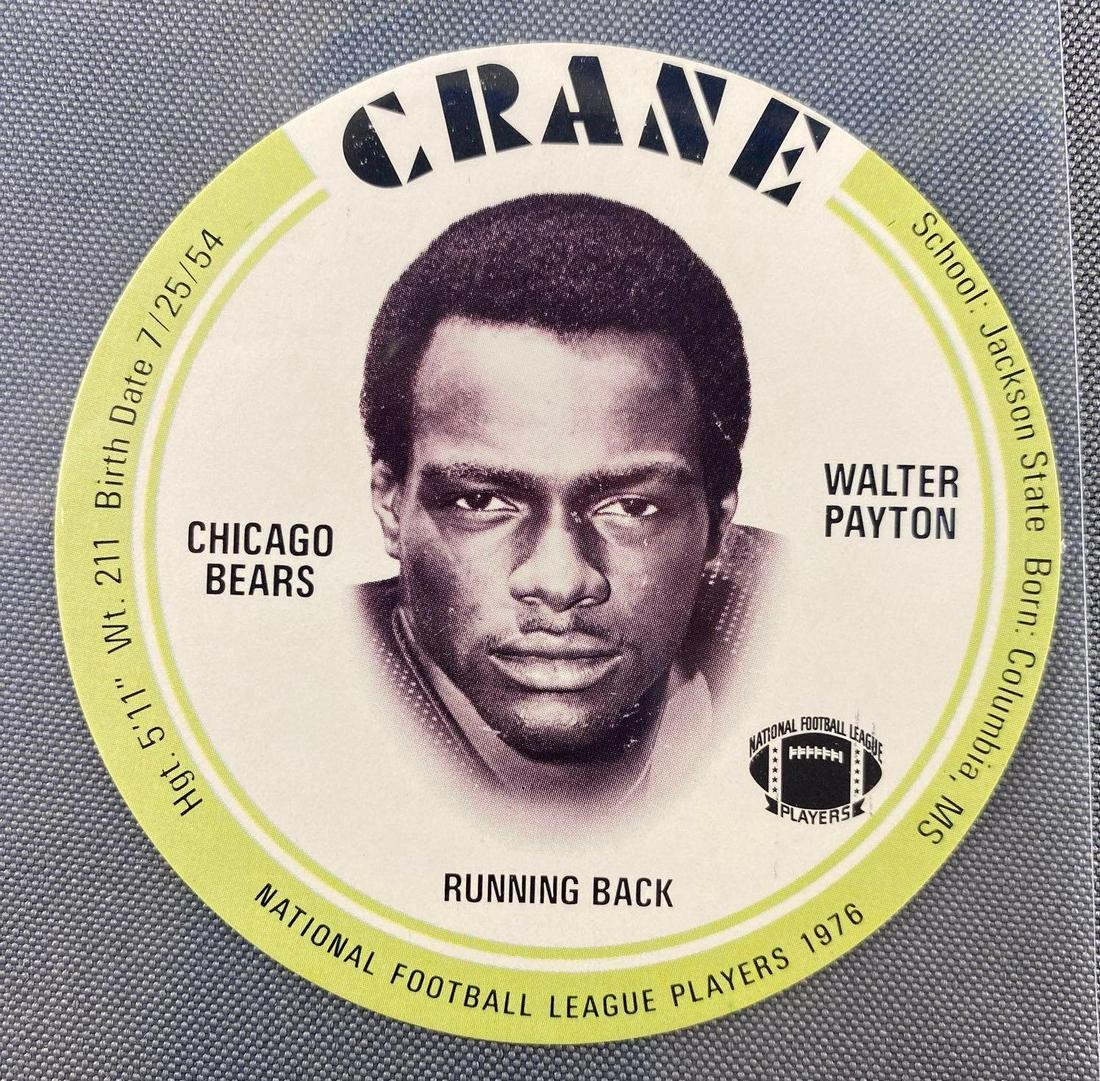 CRANE
Hgt. 5'11" Wt. 211 Birth Date 7/25/54
School: Jackson State Born: Columbia, MS
CHICAGO
BEARS
WALTER
PAYTON
NATIONAL FOOTBALL LEAGUE
PLAYERS
RUNNING BACK
NATIONAL FOOTBALL LEAGUE PLAYERS 1976